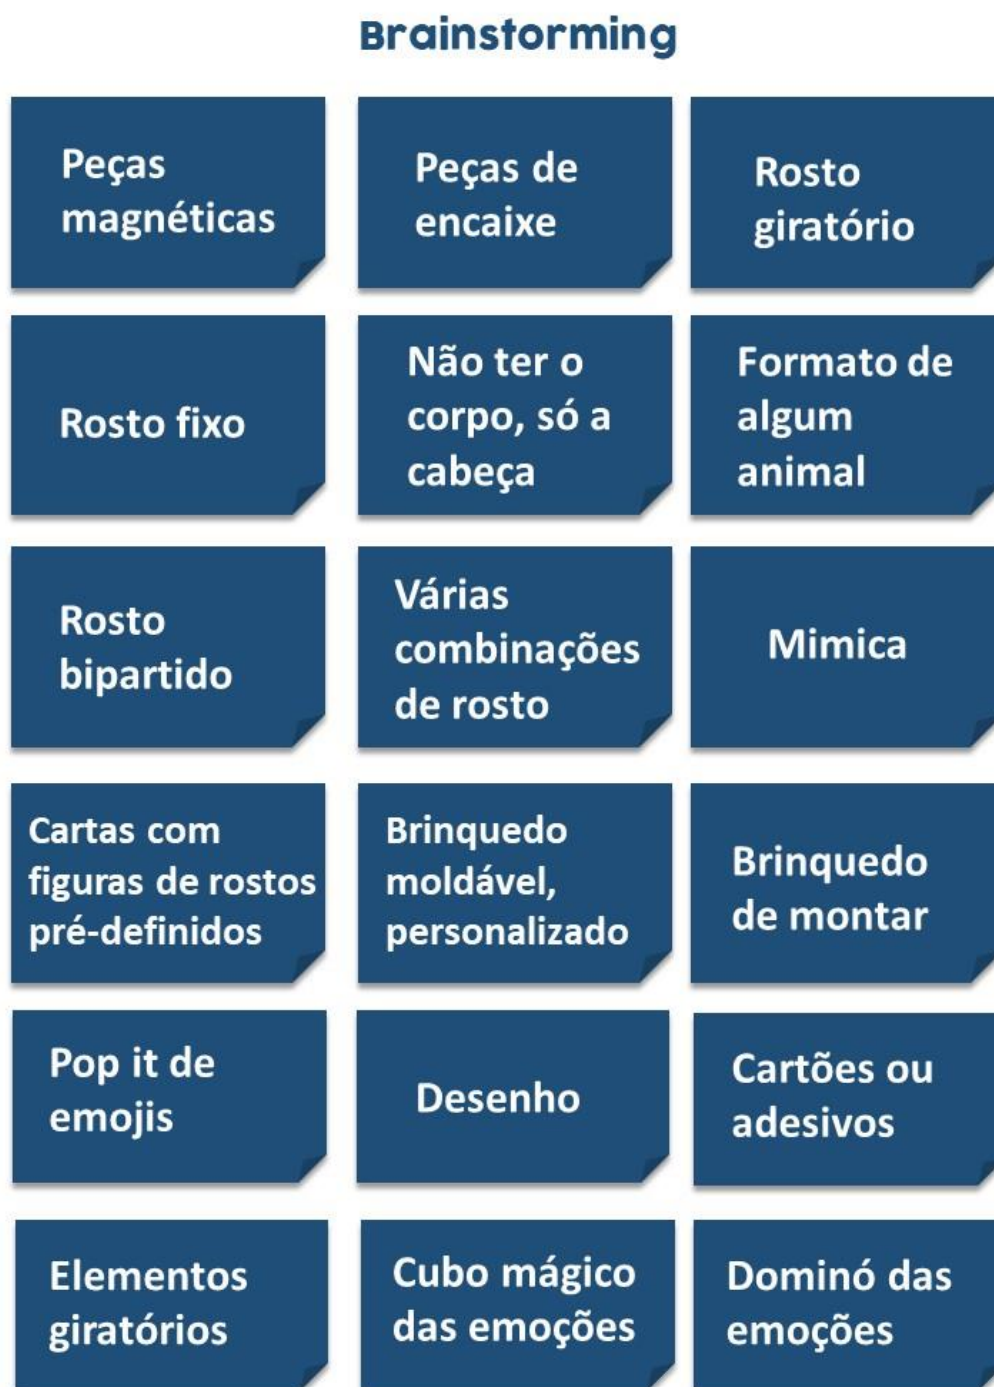 Brainstorming
Peças
magnéticas
Peças de
encaixe
Rosto
giratório
Rosto fixo
Não ter o
corpo, só a
cabeça
Formato de
algum
animal
Rosto
bipartido
Várias
combinações
de rosto
Mimica
Cartas com
figuras de rostos
pré-definidos
Brinquedo
moldável,
personalizado
Brinquedo
de montar
Pop it de
emojis
Desenho
Cartões ou
adesivos
Elementos
giratórios
Cubo mágico
das emoções
Dominó das
emoções